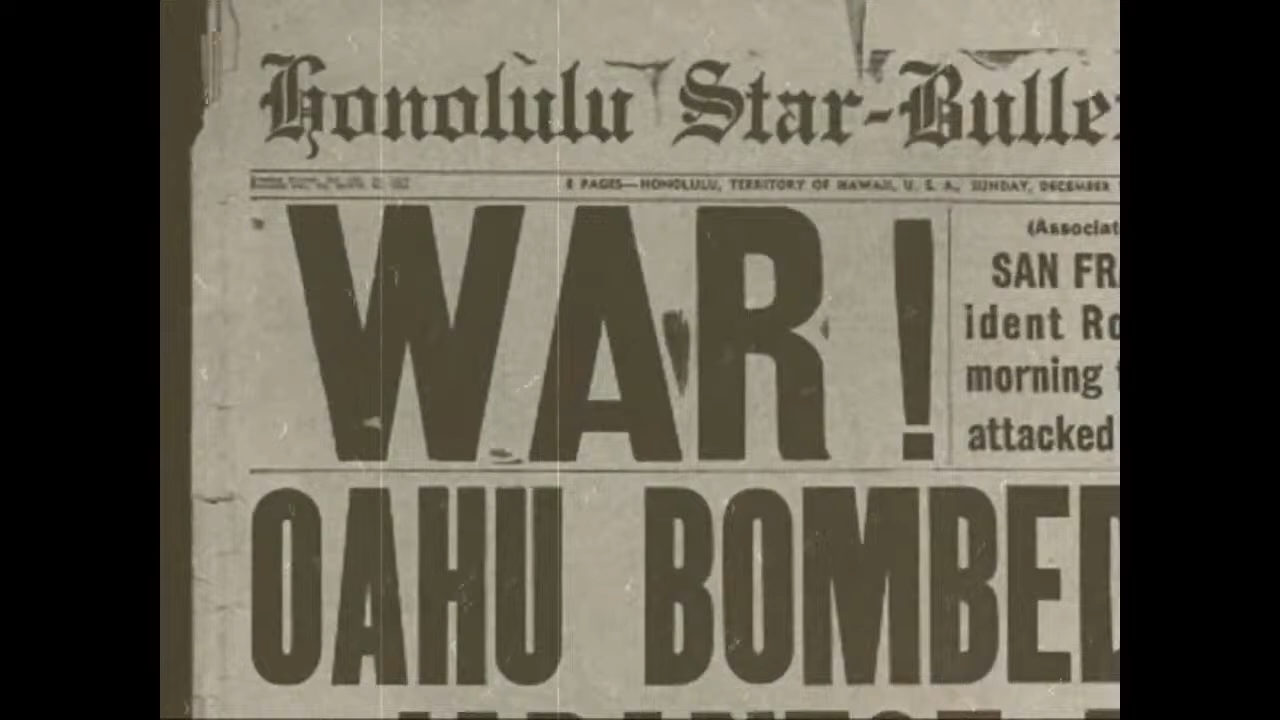 Honolulu Star-Bulle
8 PAGES—HONOLULU, TERRITORY OF HAWAII, U. S. A., SUNDAY, DECEMBER
WAR!
(Associat
SAN FRA
ident Ro
morning
attacked
OAHU BOMBED